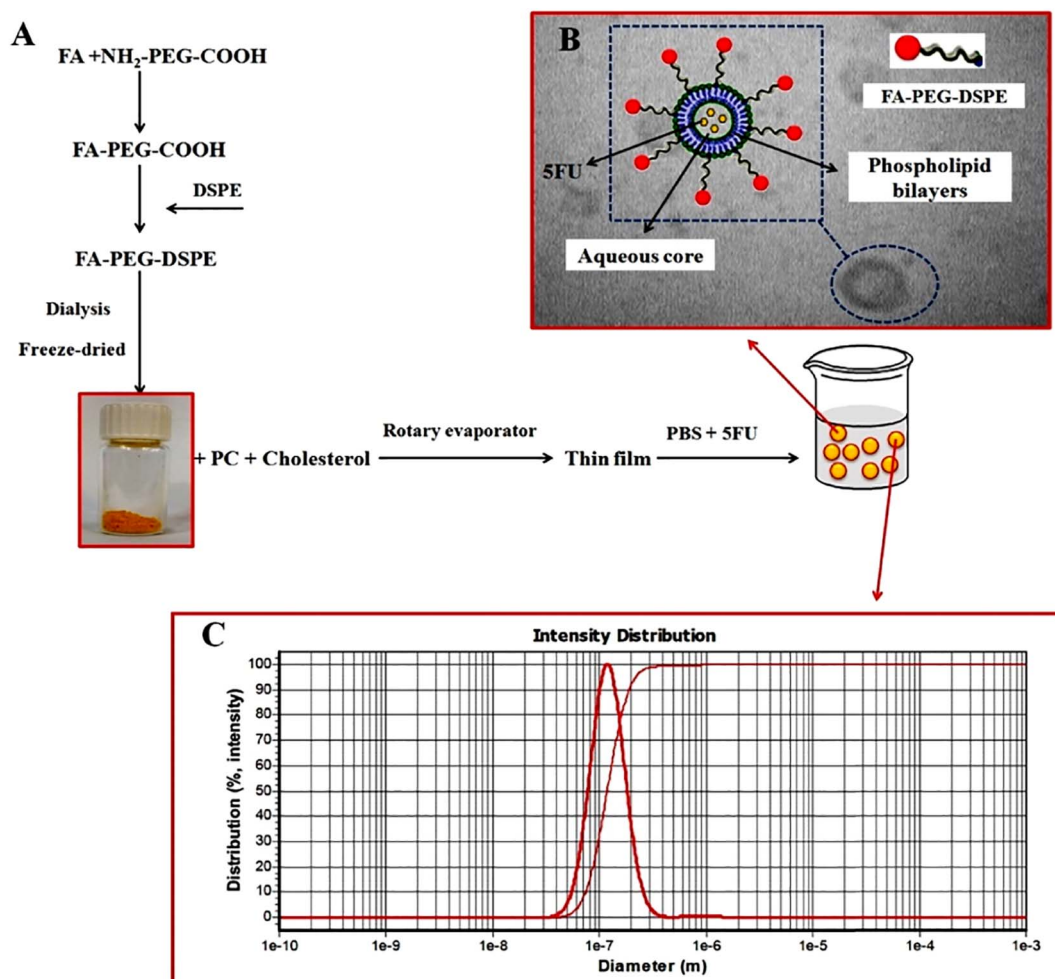 A
FA +NH₂-PEG-COOH
FA-PEG-COOH
DSPE
FA-PEG-DSPE
Dialysis
Freeze-dried
+ PC + Cholesterol
Rotary evaporator
Thin film
PBS + 5FU
B
FA-PEG-DSPE
5FU
Phospholipid
bilayers
Aqueous core
C
Intensity Distribution
Distribution (%, intensity)
100
90
80
70
60
50
40
30
20
10
0
1e-10 1e-9 1e-8 1e-7 1e-6 1e-5 1e-4 1e-3
Diameter (m)